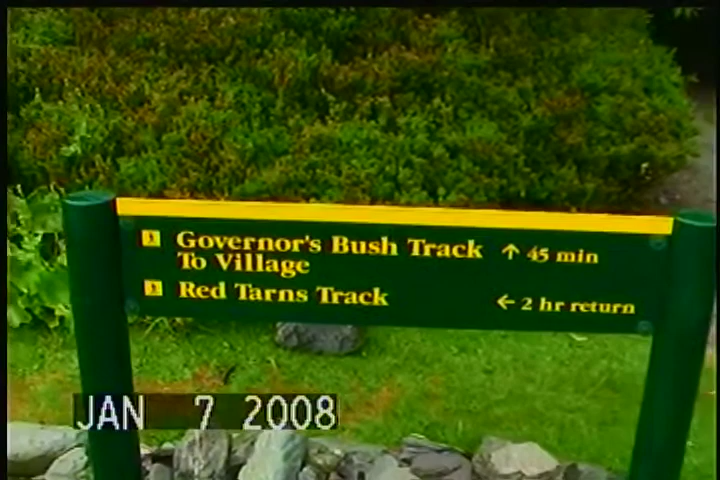 Governor's Bush Track ↑ 45 min
To Village
Red Tarns Track ← 2 hr return
JAN 7 2008